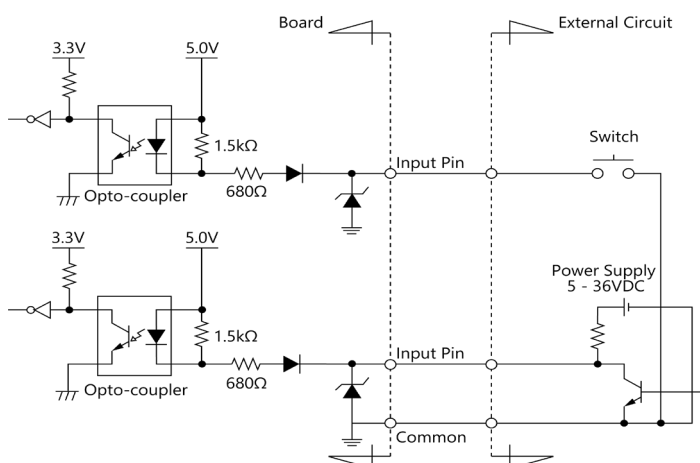 Board
External Circuit
3.3V
5.0V
1.5kΩ
Input Pin
Switch
680Ω
Opto-coupler
3.3V
5.0V
Power Supply
5 - 36VDC
1.5kΩ
Input Pin
680Ω
Opto-coupler
Common